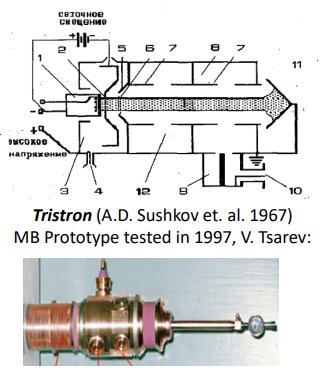 сеточное
смещение
1 2 5 6 7 8 7 11
высокое
напряжение
3 4 12 9 10
Tristron (A.D. Sushkov et. al. 1967)
MB Prototype tested in 1997, V. Tsarev: